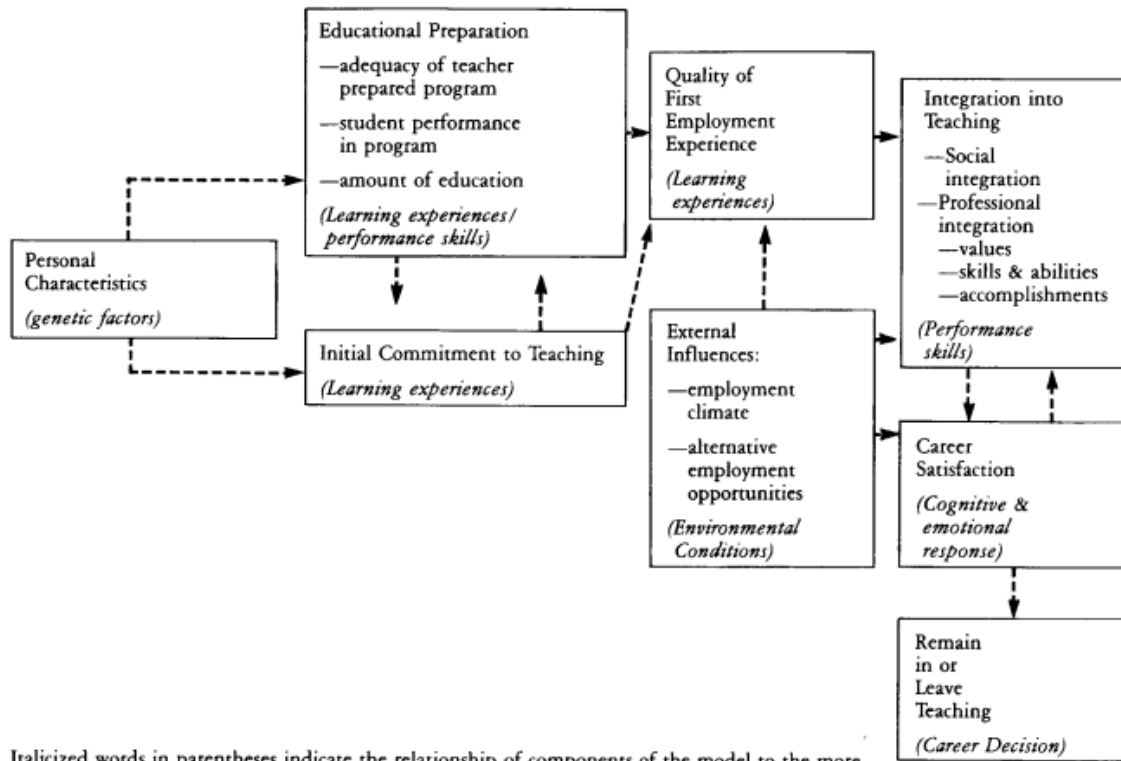 Educational Preparation
—adequacy of teacher
prepared program
—student performance
in program
—amount of education
(Learning experiences/
performance skills)
Quality of
First
Employment
Experience
(Learning
experiences)
Integration into
Teaching
—Social
integration
—Professional
integration
—values
—skills & abilities
—accomplishments
(Performance
skills)
Personal
Characteristics
(genetic factors)
Initial Commitment to Teaching
(Learning experiences)
External
Influences:
—employment
climate
—alternative
employment
opportunities
(Environmental
Conditions)
Career
Satisfaction
(Cognitive &
emotional
response)
Remain
in or
Leave
Teaching
(Career Decision)
Italicized words in parentheses indicate the relationship of components of the model to the more